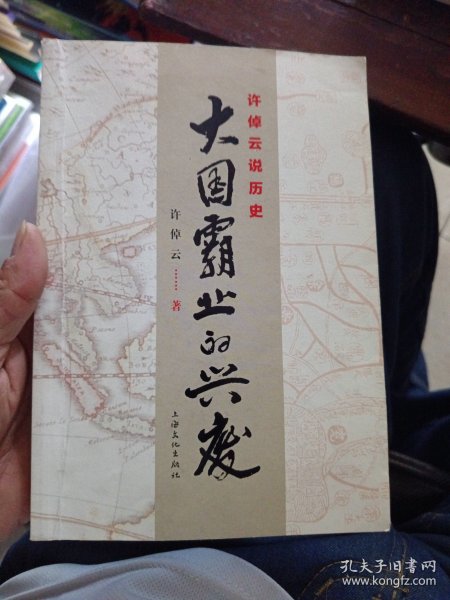 许倬云说历史
大国霸业的兴废
许倬云……著
上海文化出版社
孔夫子旧书网
www.kongfz.com